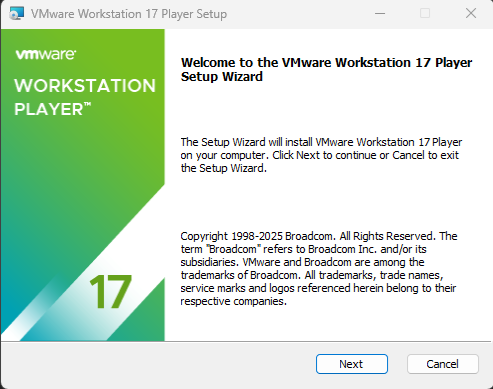 VMware Workstation 17 Player Setup
vmware®
WORKSTATION
PLAYER™
17
Welcome to the VMware Workstation 17 Player
Setup Wizard
The Setup Wizard will install VMware Workstation 17 Player
on your computer. Click Next to continue or Cancel to exit
the Setup Wizard.
Copyright 1998-2025 Broadcom. All Rights Reserved. The
term "Broadcom" refers to Broadcom Inc. and/or its
subsidiaries. VMware and Broadcom are among the
trademarks of Broadcom. All trademarks, trade names,
service marks and logos referenced herein belong to their
respective companies.
Next
Cancel